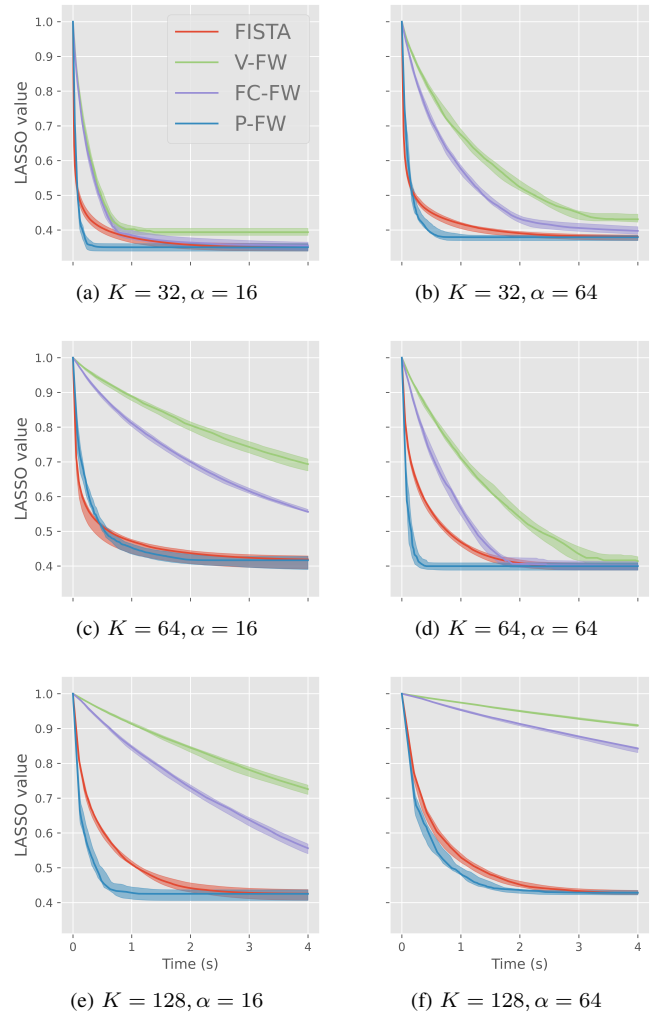 1.0
0.9
0.8
0.7
0.6
0.5
0.4
LASSO value
FISTA
V-FW
FC-FW
P-FW
(a) K = 32, α = 16
(b) K = 32, α = 64
1.0
0.9
0.8
0.7
0.6
0.5
0.4
LASSO value
(c) K = 64, α = 16
(d) K = 64, α = 64
1.0
0.9
0.8
0.7
0.6
0.5
0.4
LASSO value
0 1 2 3 4
Time (s)
0 1 2 3 4
Time (s)
(e) K = 128, α = 16
(f) K = 128, α = 64